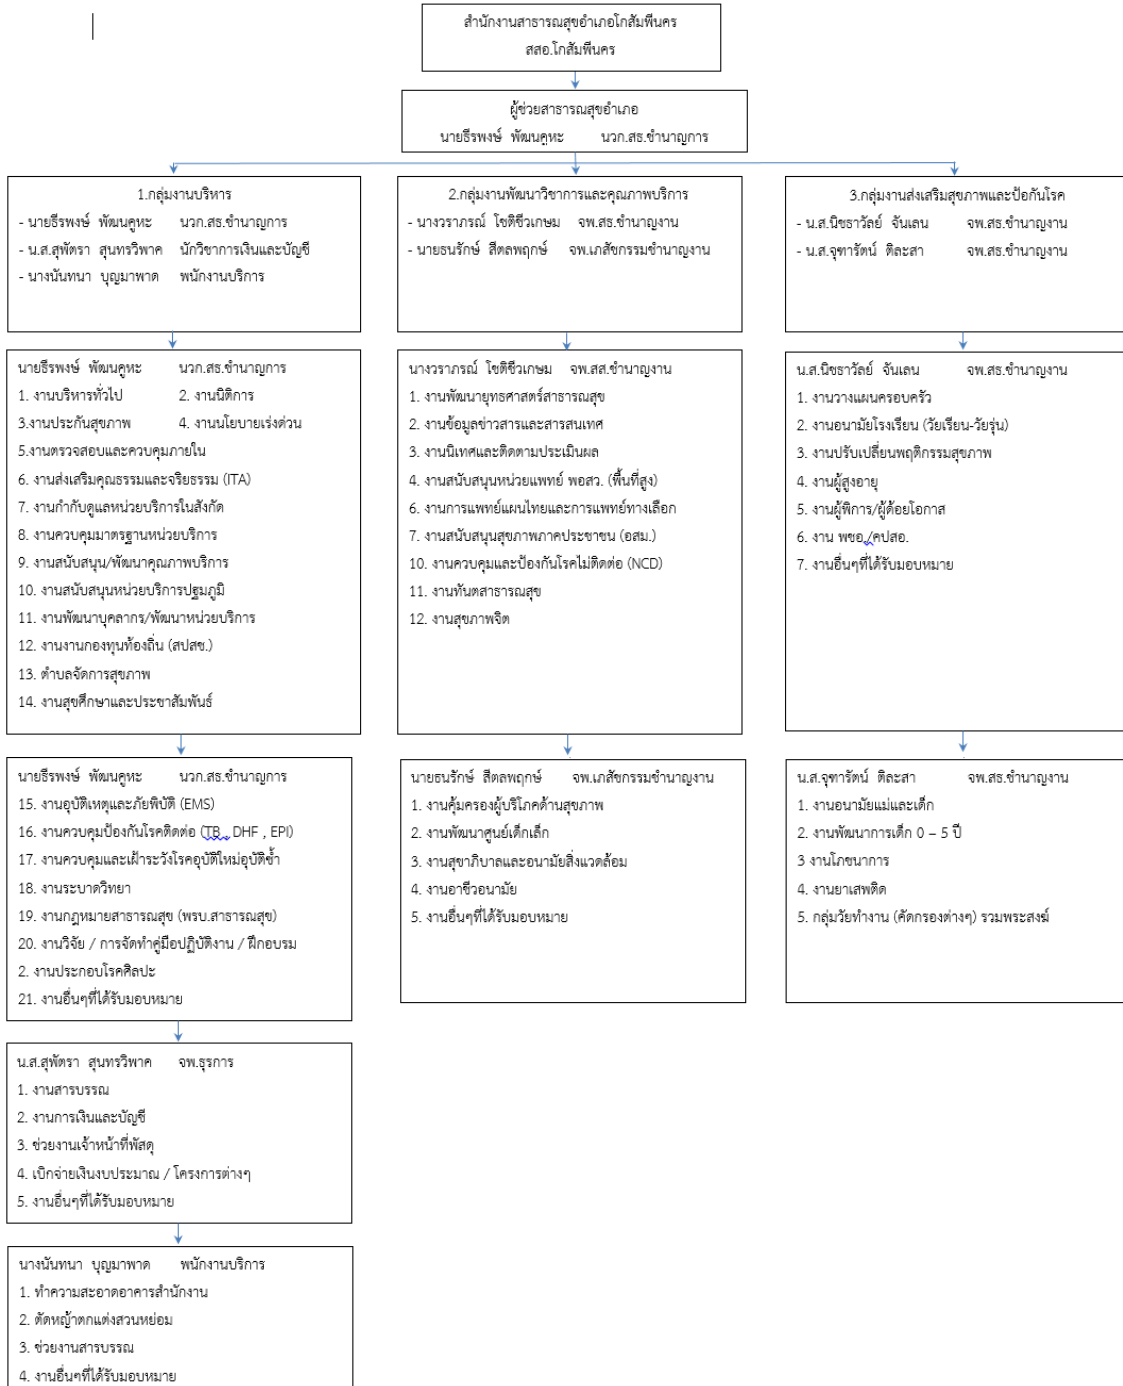 สำนักงานสาธารณสุขอำเภอโกสัมพีนคร
สสอ.โกสัมพีนคร
ผู้ช่วยสาธารณสุขอำเภอ
นายธีรพงษ์ พัฒนคูหะ นวก.สธ.ชำนาญการ
1.กลุ่มงานบริหาร
- นายธีรพงษ์ พัฒนคูหะ นวก.สธ.ชำนาญการ
- น.ส.สุพัตรา สุนทรวิพาค นักวิชาการเงินและบัญชี
- นางนันทนา บุญมาพาด พนักงานบริการ
2.กลุ่มงานพัฒนาวิชาการและคุณภาพบริการ
- นางวราภรณ์ โชติชีวเกษม จพ.สธ.ชำนาญงาน
- นายธนรักษ์ สีตลพฤกษ์ จพ.เภสัชกรรมชำนาญงาน
3.กลุ่มงานส่งเสริมสุขภาพและป้อกันโรค
- น.ส.นิชธาวัลย์ จันเลน จพ.สธ.ชำนาญงาน
- น.ส.จุฑารัตน์ ติละสา จพ.สธ.ชำนาญงาน
นายธีรพงษ์ พัฒนคูหะ นวก.สธ.ชำนาญการ
1. งานบริหารทั่วไป 2. งานนิติการ
3.งานประกันสุขภาพ 4. งานนโยบายเร่งด่วน
5.งานตรวจสอบและควบคุมภายใน
6. งานส่งเสริมคุณธรรมและจริยธรรม (ITA)
7. งานกำกับดูแลหน่วยบริการในสังกัด
8. งานควบคุมมาตรฐานหน่วยบริการ
9. งานสนับสนุน/พัฒนาคุณภาพบริการ
10. งานสนับสนุนหน่วยบริการปฐมภูมิ
11. งานพัฒนาบุคลากร/พัฒนาหน่วยบริการ
12. งานงานกองทุนท้องถิ่น (สปสช.)
13. ตำบลจัดการสุขภาพ
14. งานสุขศึกษาและประชาสัมพันธ์
นางวราภรณ์ โชติชีวเกษม จพ.สส.ชำนาญงาน
1. งานพัฒนายุทธศาสตร์สาธารณสุข
2. งานข้อมูลข่าวสารและสารสนเทศ
3. งานนิเทศและติดตามประเมินผล
4. งานสนับสนุนหน่วยแพทย์ พอสว. (พื้นที่สูง)
6. งานการแพทย์แผนไทยและการแพทย์ทางเลือก
7. งานสนับสนุนสุขภาพภาคประชาชน (อสม.)
10. งานควบคุมและป้องกันโรคไม่ติดต่อ (NCD)
11. งานทันตสาธารณสุข
12. งานสุขภาพจิต
น.ส.นิชธาวัลย์ จันเลน จพ.สธ.ชำนาญงาน
1. งานวางแผนครอบครัว
2. งานอนามัยโรงเรียน (วัยเรียน-วัยรุ่น)
3. งานปรับเปลี่ยนพฤติกรรมสุขภาพ
4. งานผู้สูงอายุ
5. งานผู้พิการ/ผู้ด้อยโอกาส
6. งาน พชอ./คปสอ.
7. งานอื่นๆที่ได้รับมอบหมาย
นายธีรพงษ์ พัฒนคูหะ นวก.สธ.ชำนาญการ
15. งานอุบัติเหตุและภัยพิบัติ (EMS)
16. งานควบคุมป้องกันโรคติดต่อ (TB , DHF , EPI)
17. งานควบคุมและเฝ้าระวังโรคอุบัติใหม่อุบัติซ้ำ
18. งานระบาดวิทยา
19. งานกฎหมายสาธารณสุข (พรบ.สาธารณสุข)
20. งานวิจัย / การจัดทำคู่มือปฏิบัติงาน / ฝึกอบรม
2. งานประกอบโรคศิลปะ
21. งานอื่นๆที่ได้รับมอบหมาย
นายธนรักษ์ สีตลพฤกษ์ จพ.เภสัชกรรมชำนาญงาน
1. งานคุ้มครองผู้บริโภคด้านสุขภาพ
2. งานพัฒนาศูนย์เด็กเล็ก
3. งานสุขาภิบาลและอนามัยสิ่งแวดล้อม
4. งานอาชีวอนามัย
5. งานอื่นๆที่ได้รับมอบหมาย
น.ส.จุฑารัตน์ ติละสา จพ.สธ.ชำนาญงาน
1. งานอนามัยแม่และเด็ก
2. งานพัฒนาการเด็ก 0 – 5 ปี
3 งานโภชนาการ
4. งานยาเสพติด
5. กลุ่มวัยทำงาน (คัดกรองต่างๆ) รวมพระสงฆ์
น.ส.สุพัตรา สุนทรวิพาค จพ.ธุรการ
1. งานสารบรรณ
2. งานการเงินและบัญชี
3. ช่วยงานเจ้าหน้าที่พัสดุ
4. เบิกจ่ายเงินงบประมาณ / โครงการต่างๆ
5. งานอื่นๆที่ได้รับมอบหมาย
นางนันทนา บุญมาพาด พนักงานบริการ
1. ทำความสะอาดอาคารสำนักงาน
2. ตัดหญ้าตกแต่งสวนหย่อม
3. ช่วยงานสารบรรณ
4. งานอื่นๆที่ได้รับมอบหมาย